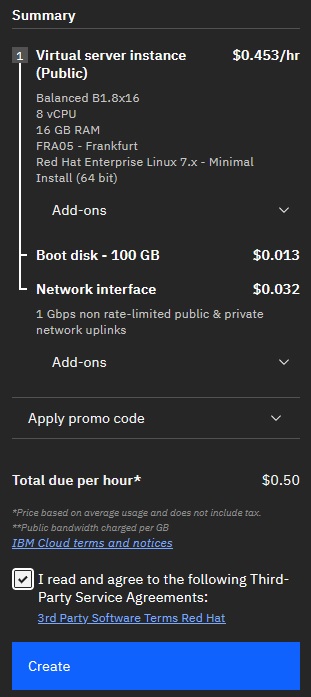 Summary
1 Virtual server instance $0.453/hr
(Public)
Balanced B1.8x16
8 vCPU
16 GB RAM
FRA05 - Frankfurt
Red Hat Enterprise Linux 7.x - Minimal
Install (64 bit)
Add-ons
Boot disk - 100 GB $0.013
Network interface $0.032
1 Gbps non rate-limited public & private
network uplinks
Add-ons
Apply promo code
Total due per hour* $0.50
*Price based on average usage and does not include tax.
**Public bandwidth charged per GB
IBM Cloud terms and notices
I read and agree to the following Third-
Party Service Agreements:
3rd Party Software Terms Red Hat
Create